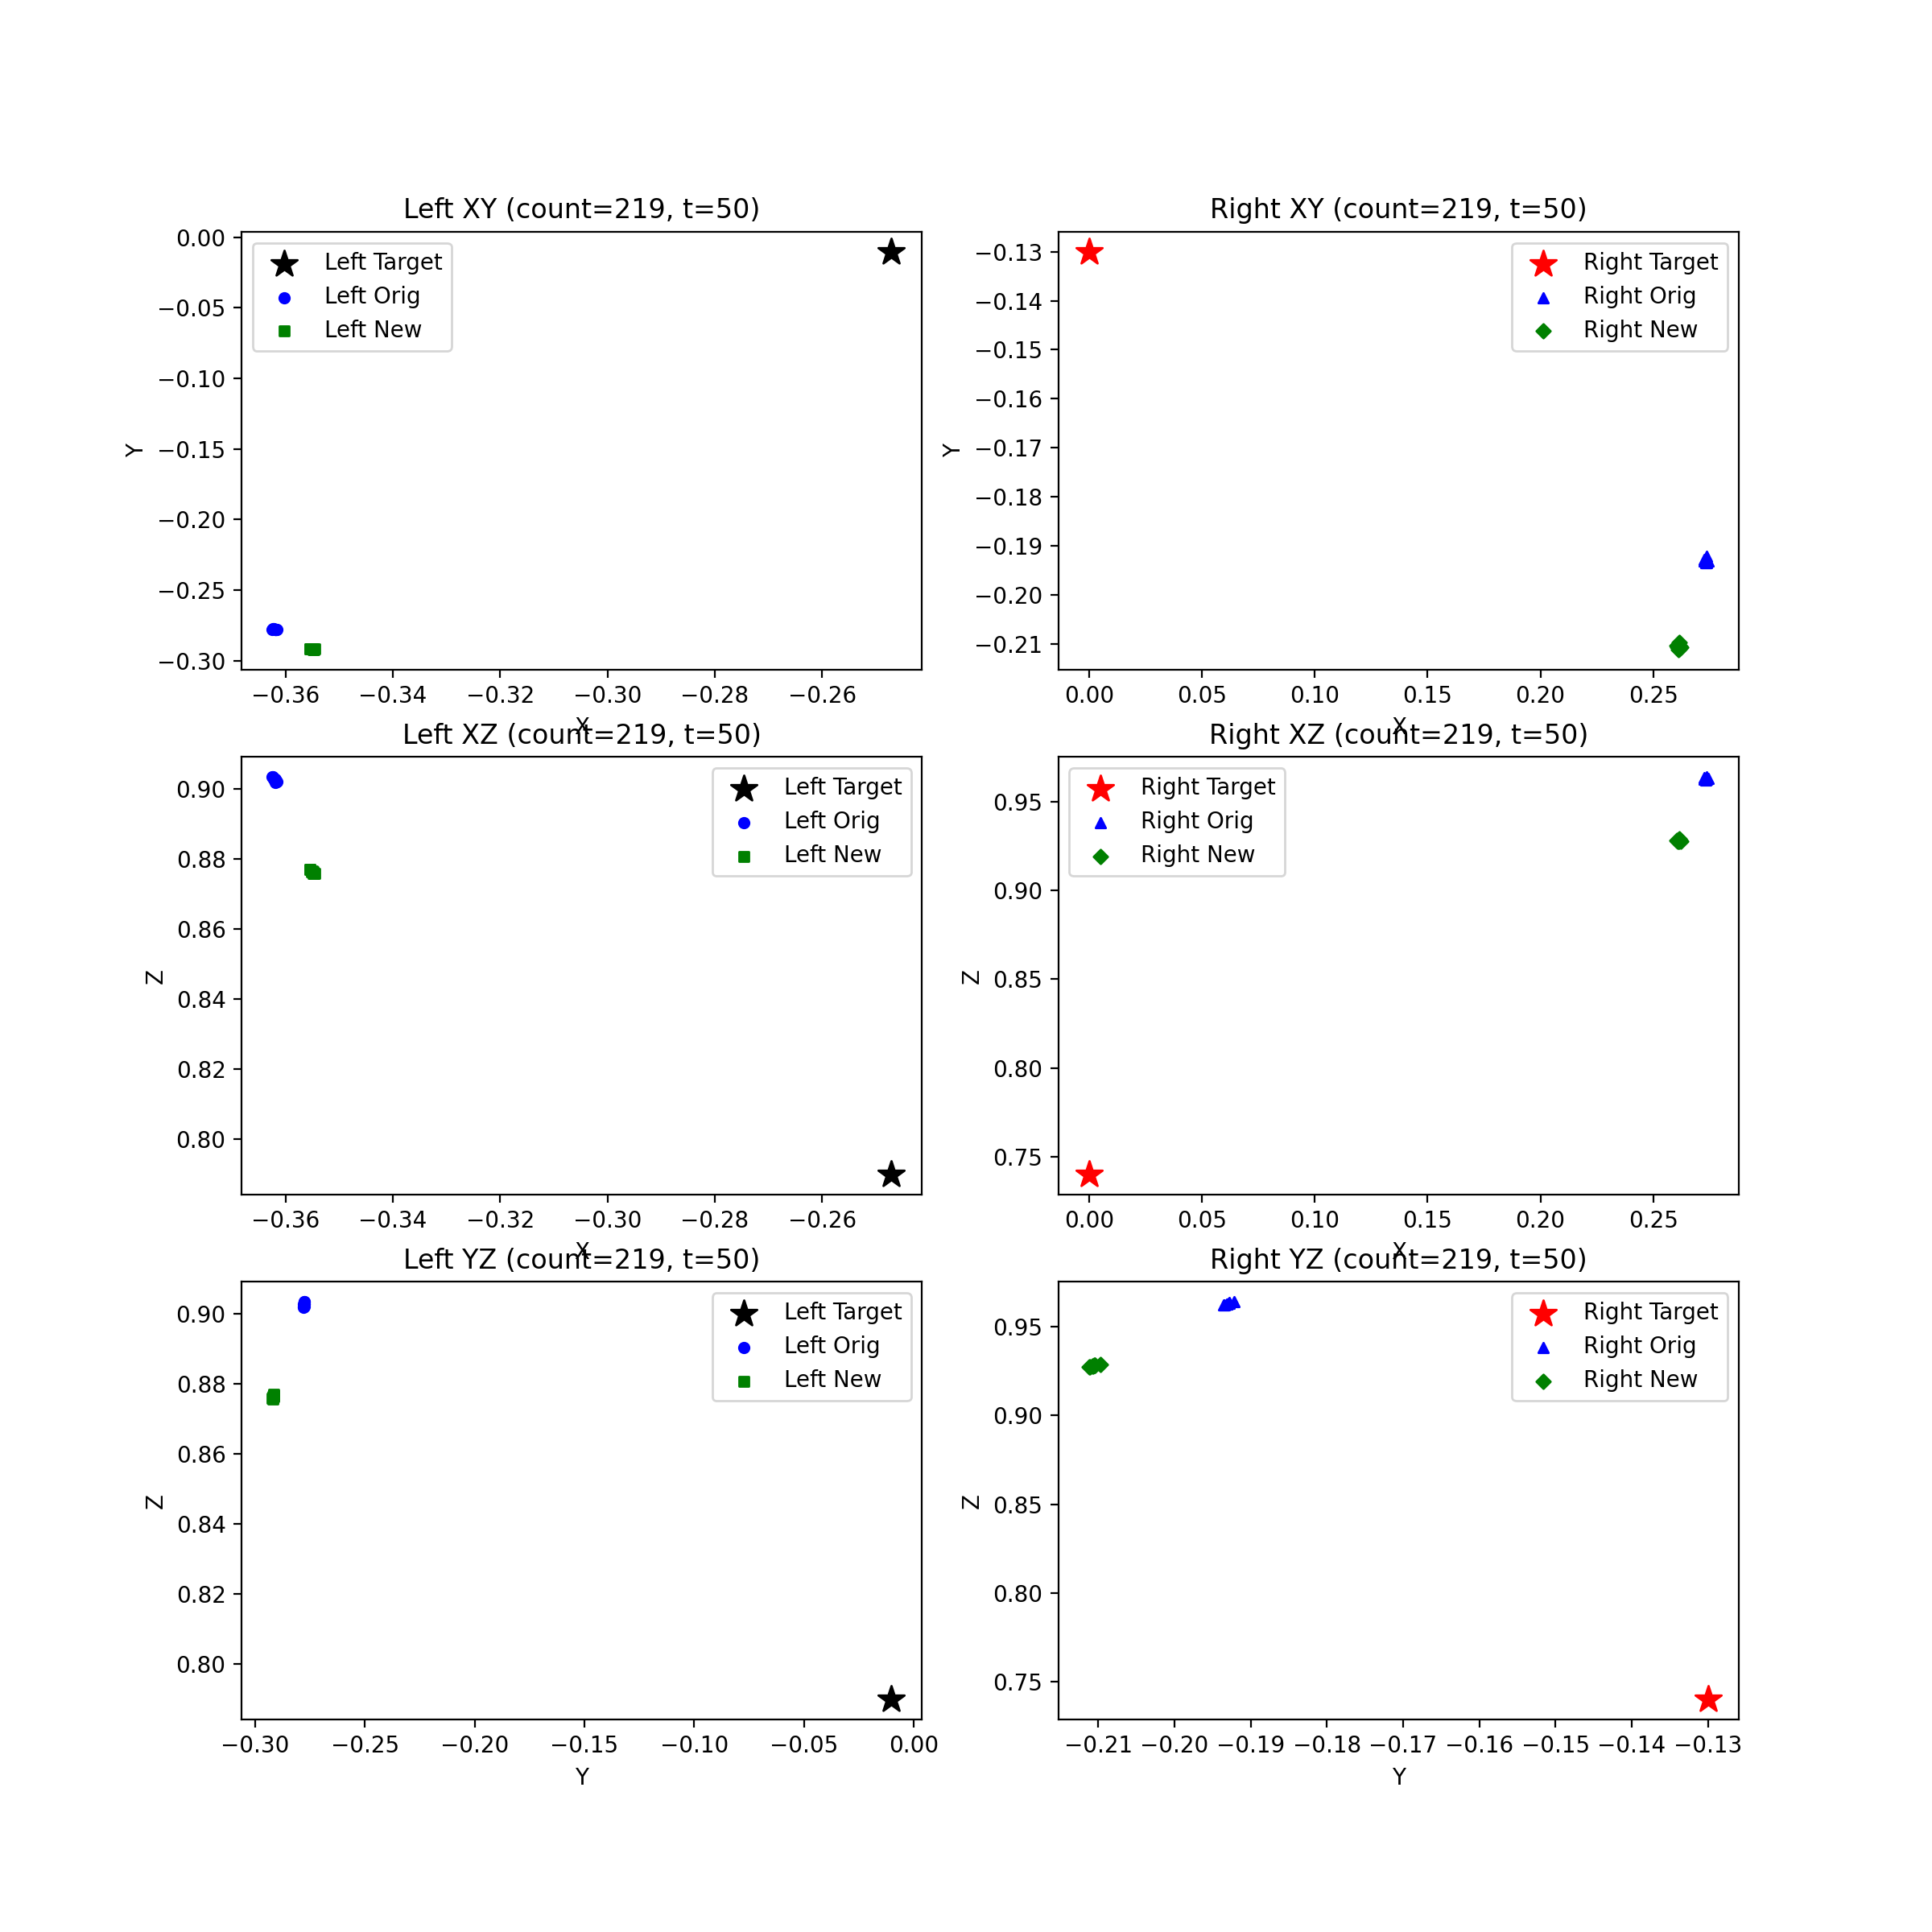 Left XY (count=219, t=50)
0.00
−0.05
−0.10
−0.15
−0.20
−0.25
−0.30
Y
Left Target
Left Orig
Left New
−0.36 −0.34 −0.32 −0.30 −0.28 −0.26
X
Right XY (count=219, t=50)
−0.13
−0.14
−0.15
−0.16
−0.17
−0.18
−0.19
−0.20
−0.21
Y
Right Target
Right Orig
Right New
0.00 0.05 0.10 0.15 0.20 0.25
X
Left XZ (count=219, t=50)
0.90
0.88
0.86
0.84
0.82
0.80
Z
Left Target
Left Orig
Left New
−0.36 −0.34 −0.32 −0.30 −0.28 −0.26
X
Right XZ (count=219, t=50)
0.95
0.90
0.85
0.80
0.75
Z
Right Target
Right Orig
Right New
0.00 0.05 0.10 0.15 0.20 0.25
X
Left YZ (count=219, t=50)
0.90
0.88
0.86
0.84
0.82
0.80
Z
Left Target
Left Orig
Left New
−0.30 −0.25 −0.20 −0.15 −0.10 −0.05 0.00
Y
Right YZ (count=219, t=50)
0.95
0.90
0.85
0.80
0.75
Z
Right Target
Right Orig
Right New
−0.21 −0.20 −0.19 −0.18 −0.17 −0.16 −0.15 −0.14 −0.13
Y